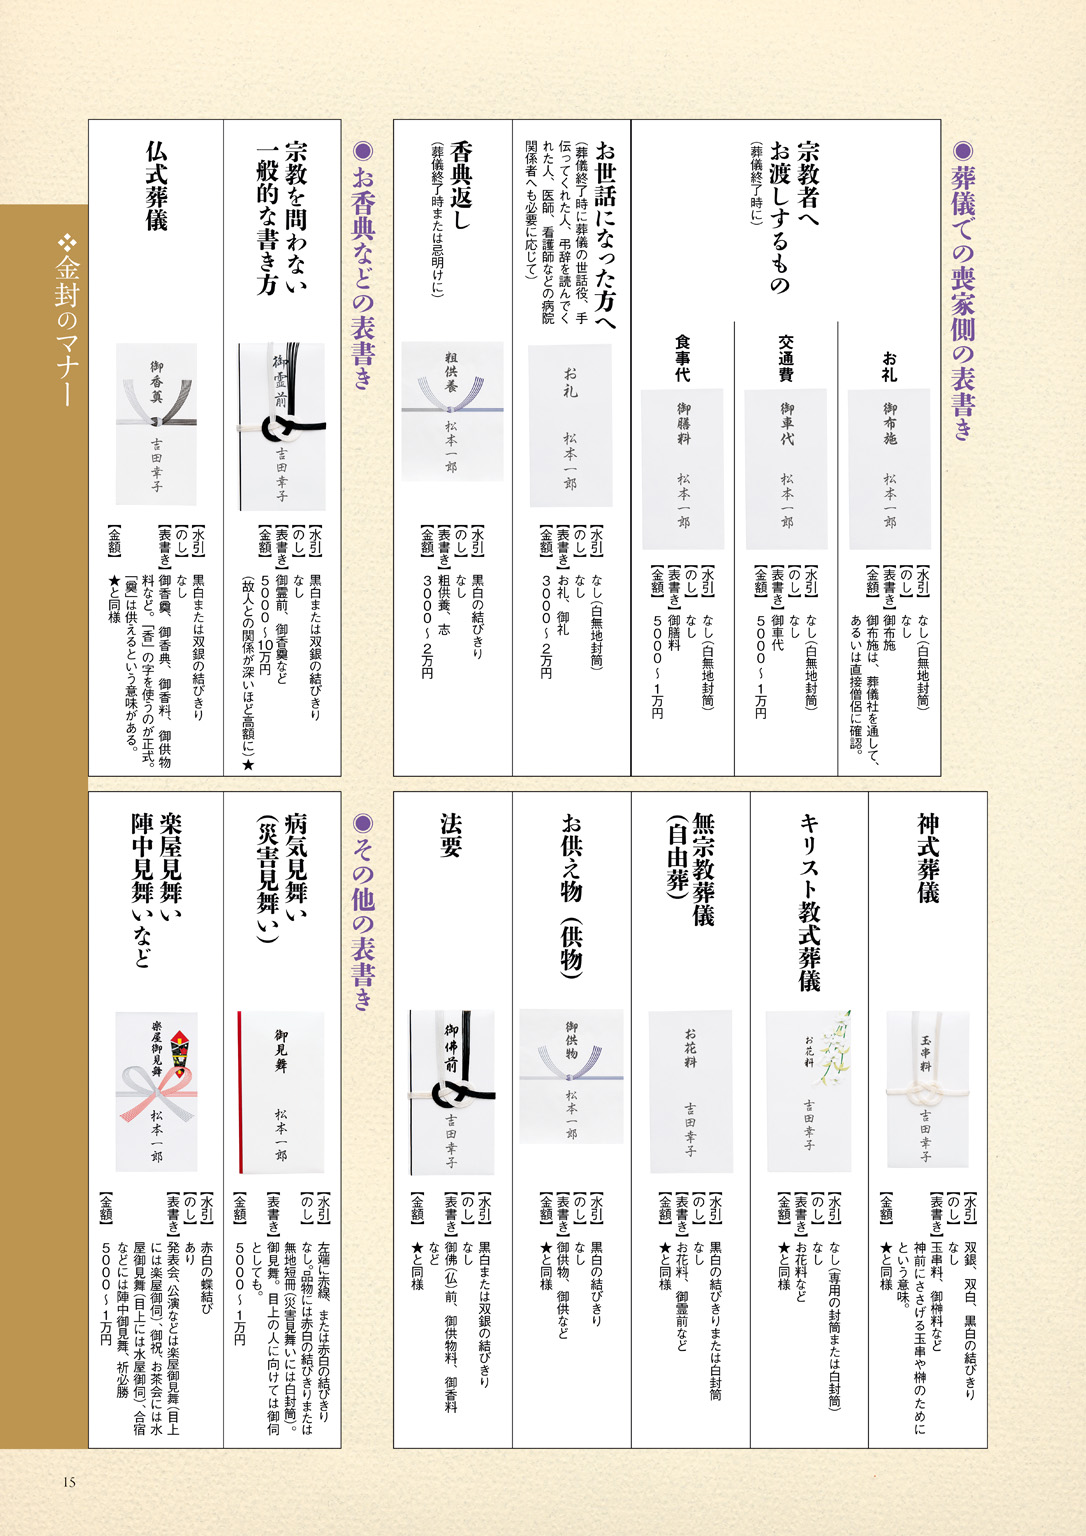 ●葬儀での喪家側の表書き
宗教者へ
お渡しするもの
(葬儀終了時に)
お礼
御布施
松本一郎
【水引】なし(白無地封筒)
【のし】なし
【表書き】御布施
【金額】御布施は、葬儀社を通して、
あるいは直接僧侶に確認。
交通費
御車代
松本一郎
【水引】なし(白無地封筒)
【のし】なし
【表書き】御車代
【金額】5000〜1万円
食事代
御膳料
松本一郎
【水引】なし(白無地封筒)
【のし】なし
【表書き】御膳料
【金額】5000〜1万円
お世話になった方へ
(葬儀終了時に葬儀の世話役、手
伝ってくれた人、弔辞を読んでく
れた人、医師、看護師などの病院
関係者へも必要に応じて)
お礼
松本一郎
【水引】なし(白無地封筒)
【のし】なし
【表書き】お礼、御礼
【金額】3000〜2万円
香典返し
(葬儀終了時または忌明けに)
粗供養
松本一郎
【水引】黒白の結びきり
【のし】なし
【表書き】粗供養、志
【金額】3000〜2万円
●お香典などの表書き
宗教を問わない
一般的な書き方
御霊前
吉田幸子
【水引】黒白または双銀の結びきり
【のし】なし
【表書き】御霊前、御香奠など
【金額】5000〜10万円
(故人との関係が深いほど高額に)★
仏式葬儀
御香奠
吉田幸子
【水引】黒白または双銀の結びきり
【のし】なし
【表書き】御香奠、御香典、御香料、御供物
料など。「香」の字を使うのが正式。
「奠」は供えるという意味がある。
【金額】★と同様
神式葬儀
玉串料
吉田幸子
【水引】双銀、双白、黒白の結びきり
【のし】なし
【表書き】玉串料、御榊料など
神前にささげる玉串や榊のために
という意味。
【金額】★と同様
キリスト教式葬儀
お花料
吉田幸子
【水引】なし(専用の封筒または白封筒)
【のし】なし
【表書き】お花料など
【金額】★と同様
無宗教葬儀
(自由葬)
お花料
吉田幸子
【水引】黒白の結びきりまたは白封筒
【のし】なし
【表書き】お花料、御霊前など
【金額】★と同様
お供え物(供物)
御供物
松本一郎
【水引】黒白の結びきり
【のし】なし
【表書き】御供物、御供など
【金額】★と同様
法要
御佛前
吉田幸子
【水引】黒白または双銀の結びきり
【のし】なし
【表書き】御佛(仏)前、御供物料、御香料
など
【金額】★と同様
●その他の表書き
病気見舞い
(災害見舞い)
御見舞
松本一郎
【水引】左端に赤線、または赤白の結びきり
【のし】なし。品物には赤白の結びきりまたは
無地短冊(災害見舞いには白封筒)。
【表書き】御見舞。目上の人に向けては御伺
としても。
【金額】5000〜1万円
楽屋見舞い
陣中見舞いなど
楽屋御見舞
松本一郎
【水引】赤白の蝶結び
【のし】あり
【表書き】発表会、公演などは楽屋御見舞(目上
には楽屋御伺)、御祝、お茶会には水
屋御見舞(目上には水屋御伺)、合宿
などには陣中御見舞、祈必勝
【金額】5000〜1万円
❖金封のマナー
15